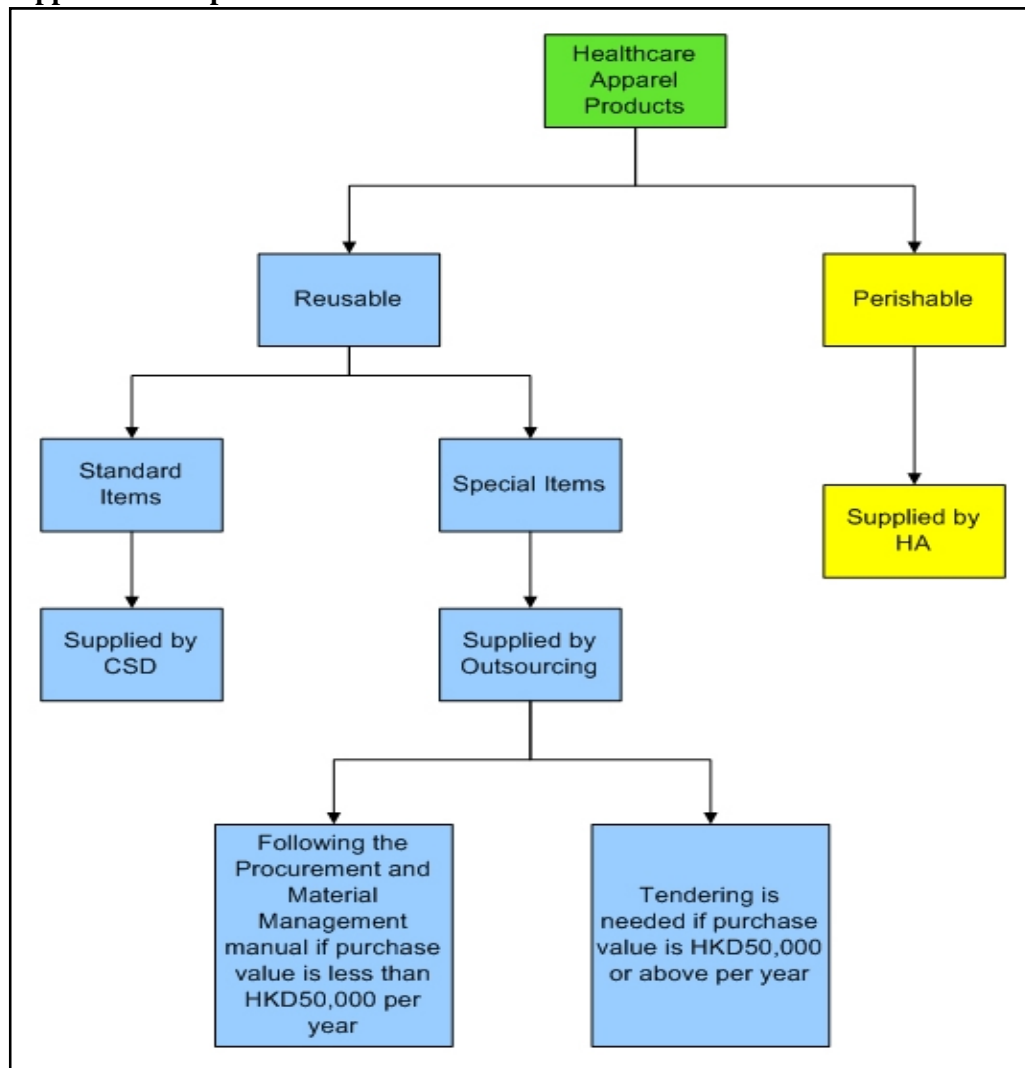 Healthcare
Apparel
Products
Reusable
Perishable
Standard
Items
Special Items
Supplied by
HA
Supplied by
CSD
Supplied by
Outsourcing
Following the
Procurement and
Material
Management
manual if purchase
value is less than
HKD50,000 per
year
Tendering is
needed if purchase
value is HKD50,000
or above per year